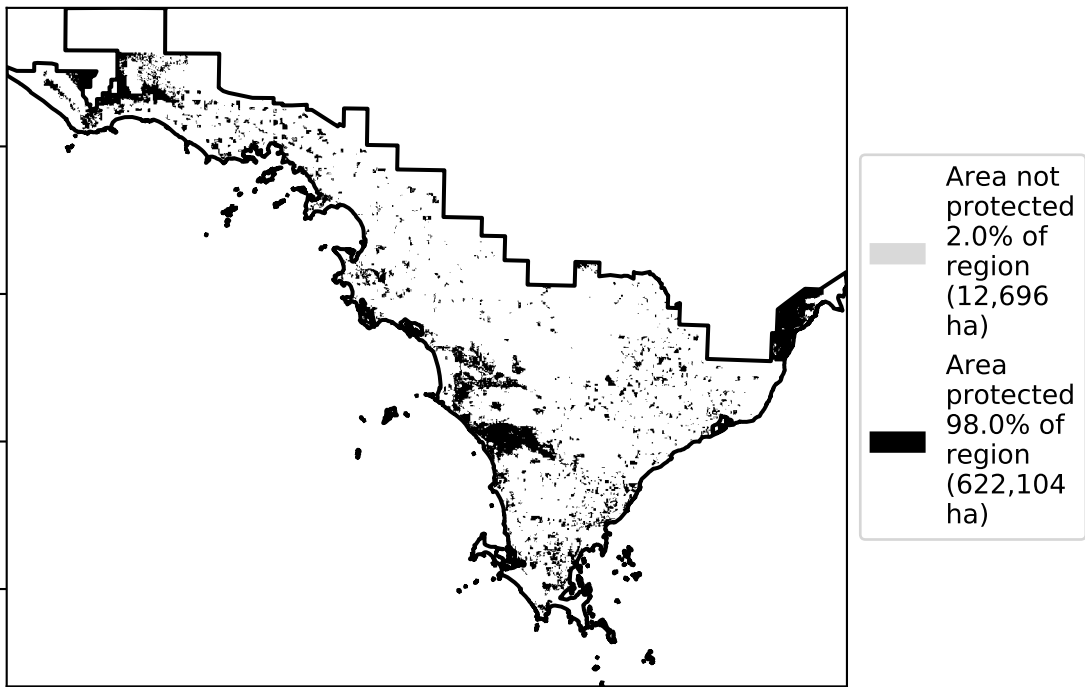 Area not
protected
2.0% of
region
(12,696
ha)
Area
protected
98.0% of
region
(622,104
ha)